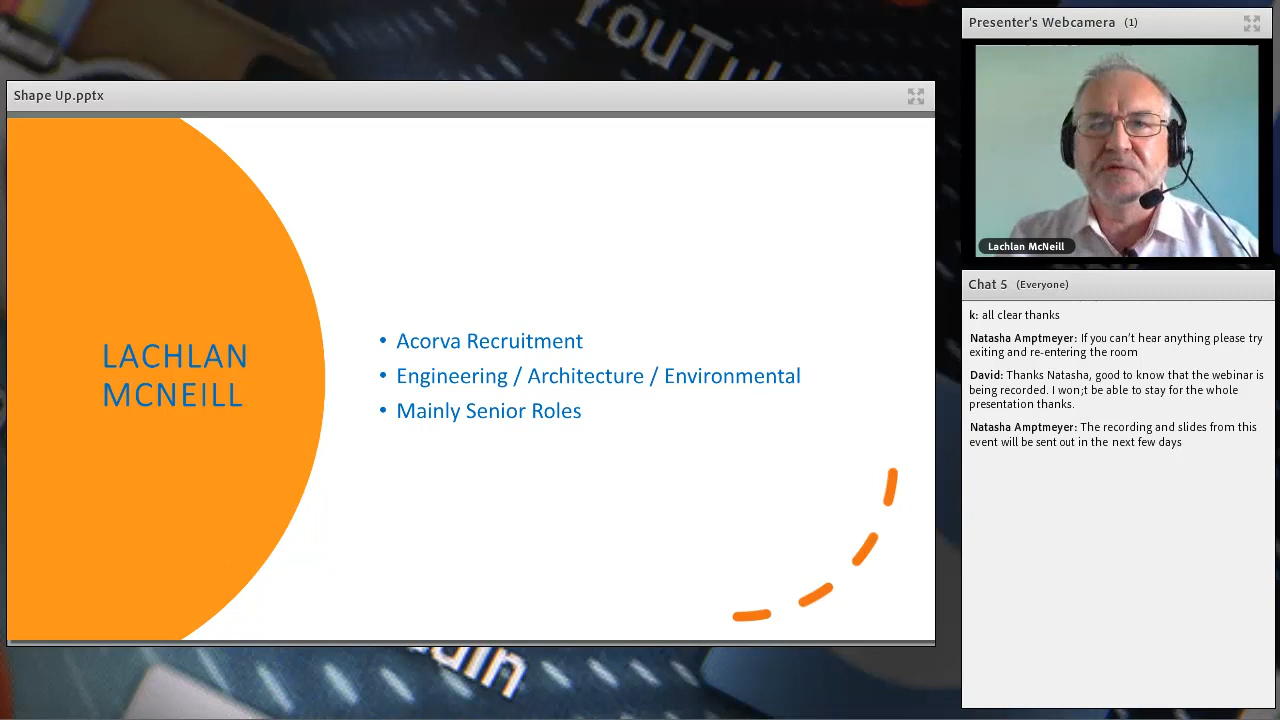 YouTu
Shape Up.pptx
LACHLAN
MCNEILL
• Acorva Recruitment
• Engineering / Architecture / Environmental
• Mainly Senior Roles
Presenter's Webcamera (1)
Lachlan McNeill
Chat 5 (Everyone)
k: all clear thanks
Natasha Amptmeyer: If you can't hear anything please try
exiting and re-entering the room
David: Thanks Natasha, good to know that the webinar is
being recorded. I won;t be able to stay for the whole
presentation thanks.
Natasha Amptmeyer: The recording and slides from this
event will be sent out in the next few days